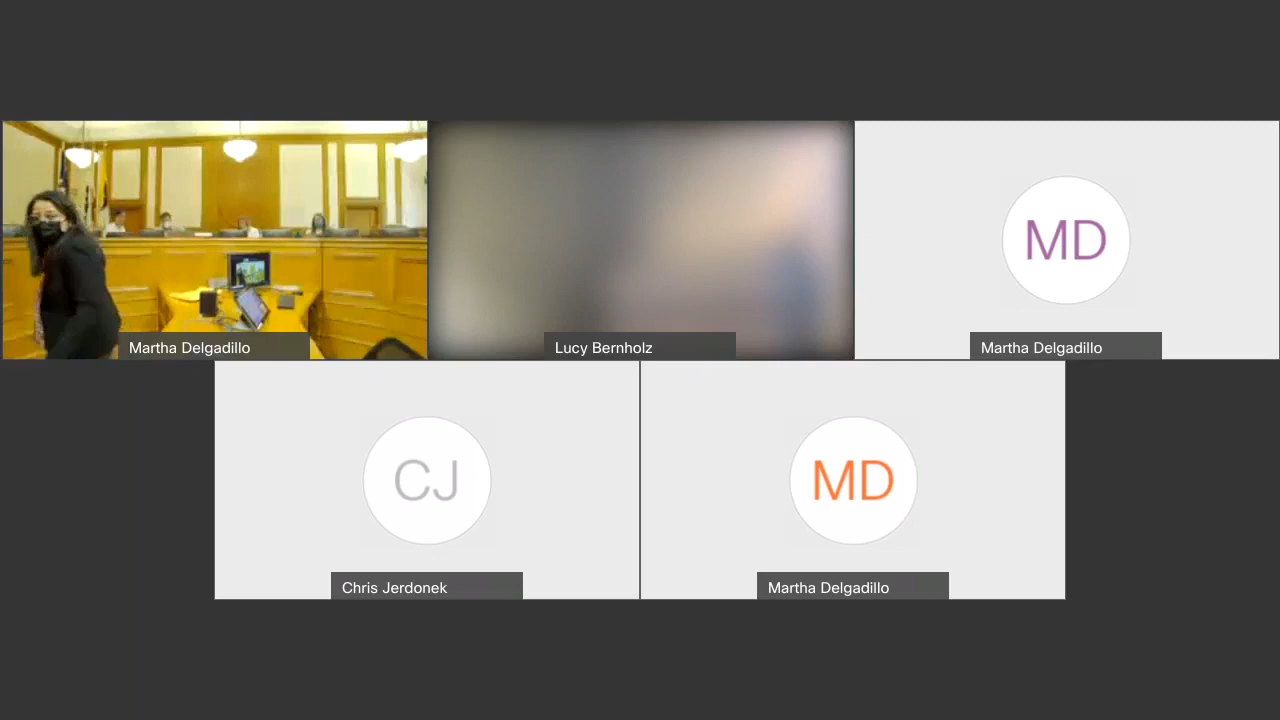 Martha Delgadillo
Lucy Bernholz
MD
Martha Delgadillo
CJ
Chris Jerdonek
MD
Martha Delgadillo